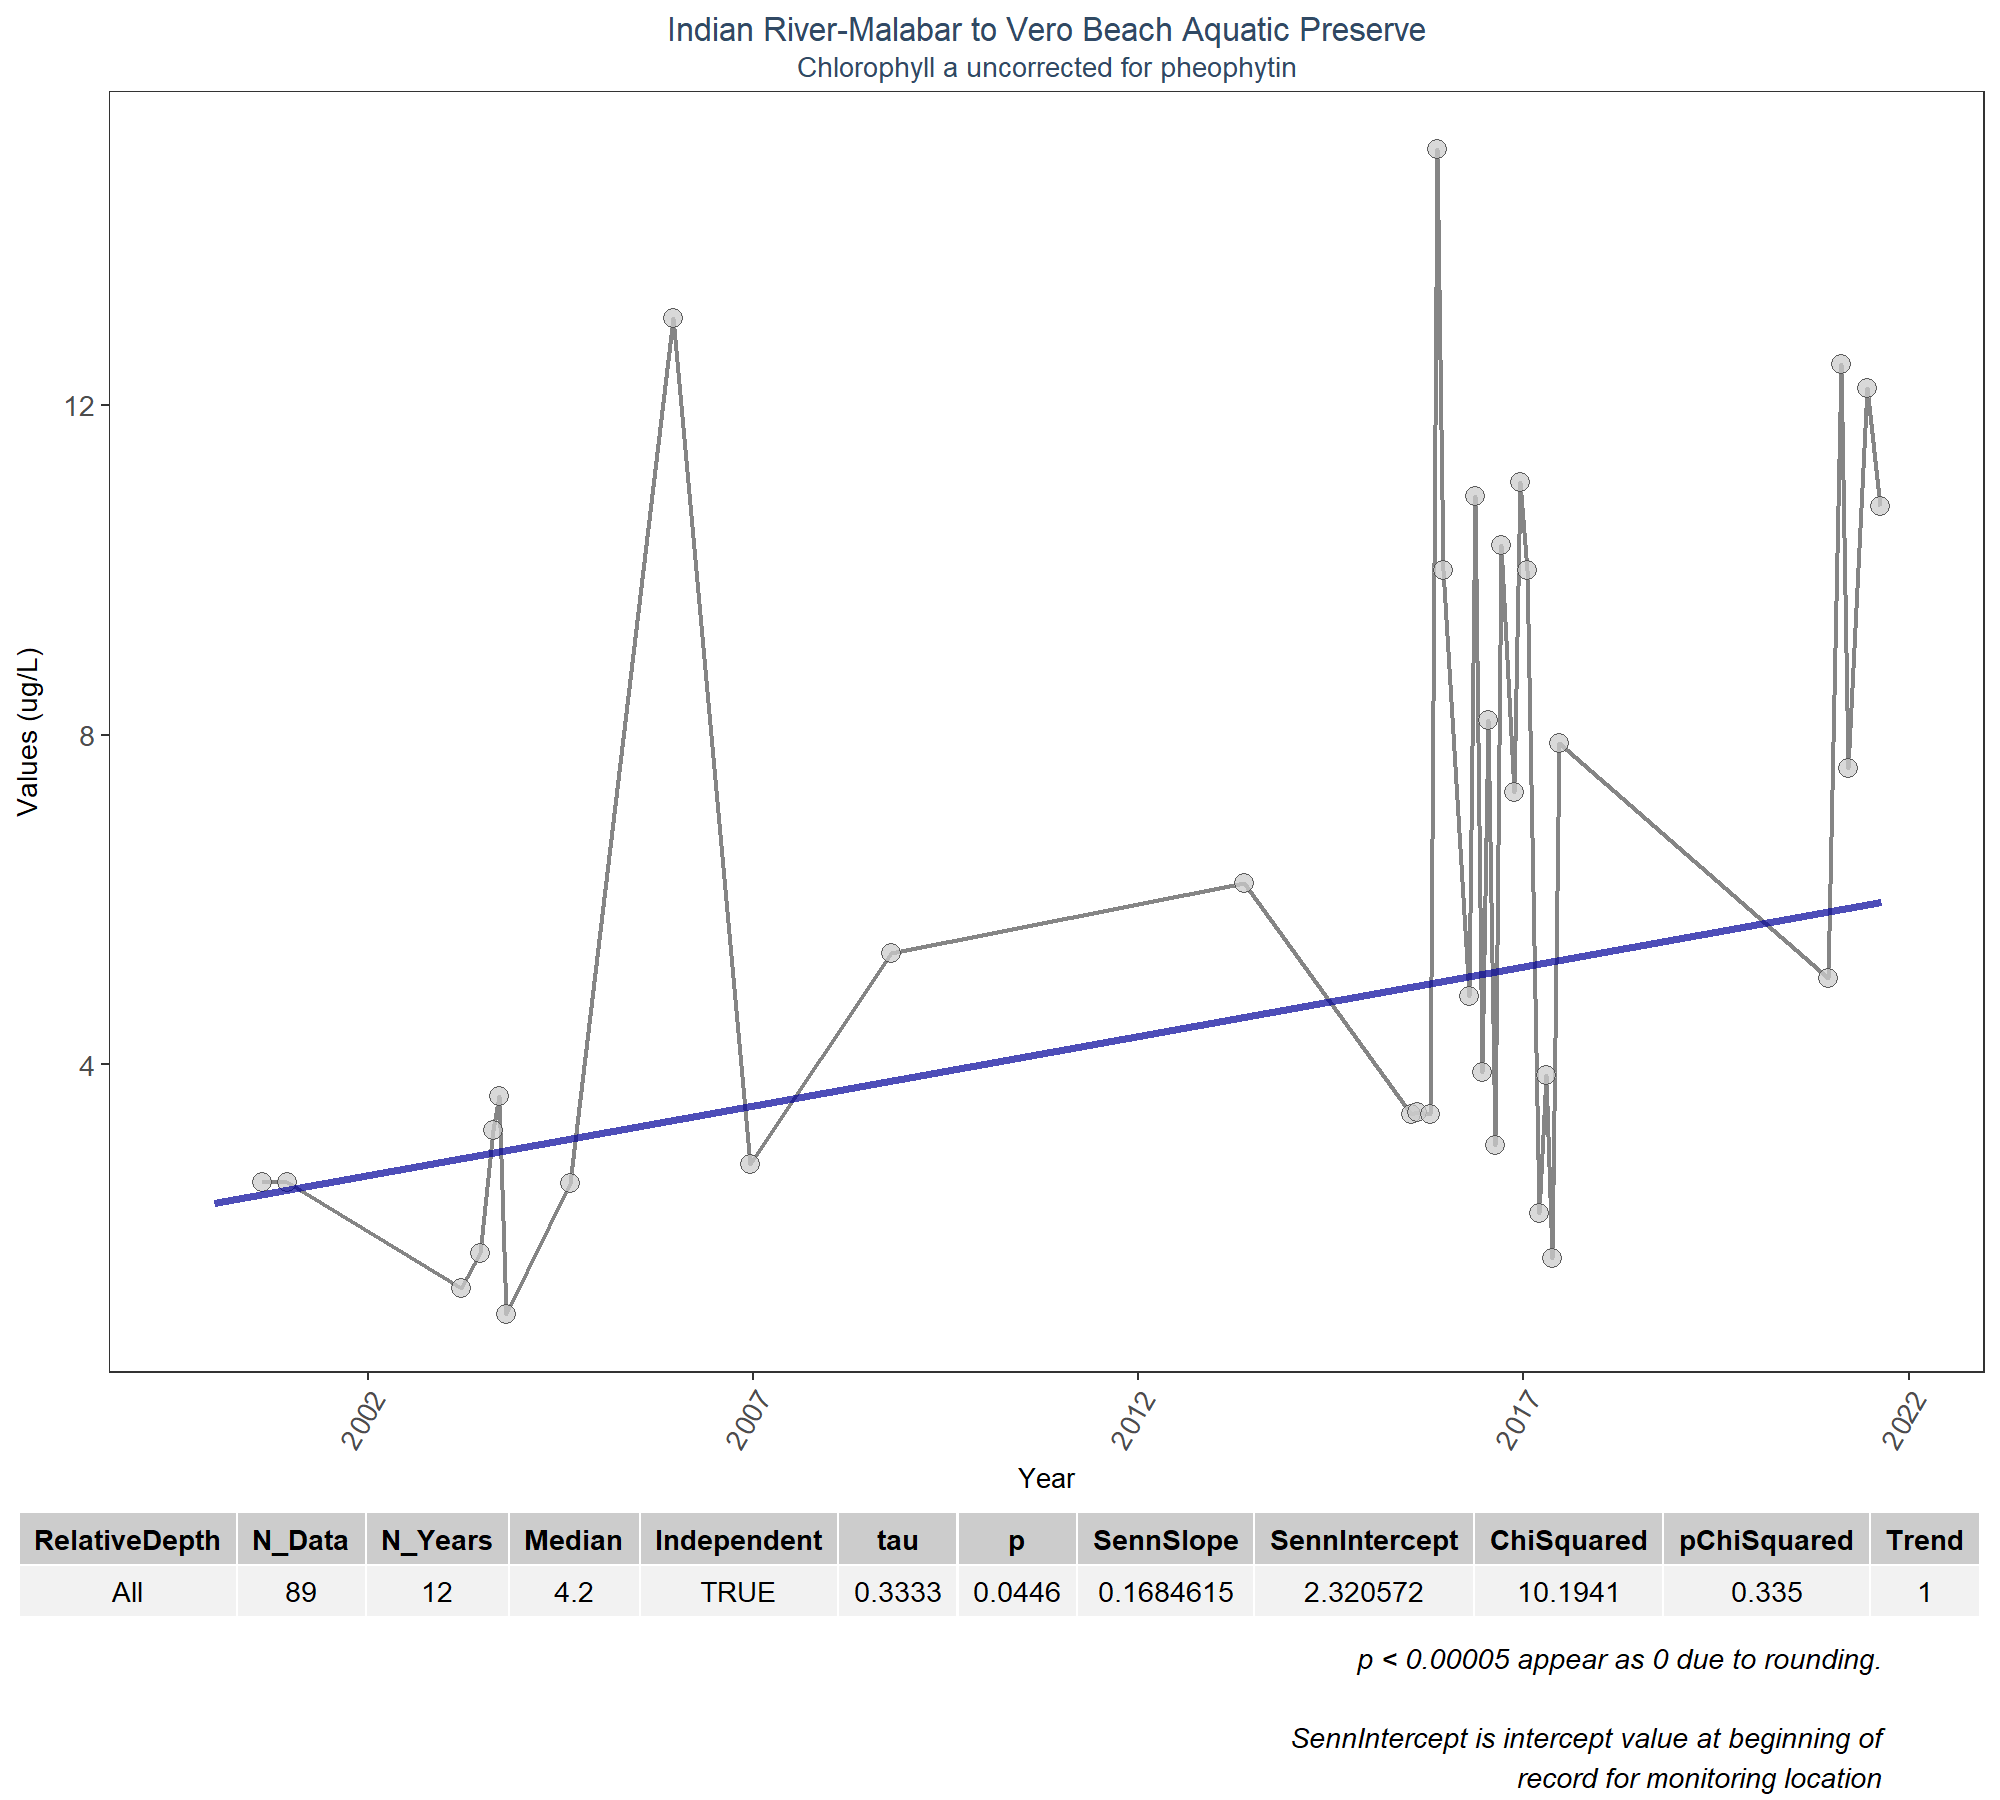 Indian River-Malabar to Vero Beach Aquatic Preserve
Chlorophyll a uncorrected for pheophytin
Values (ug/L)
12
8
4
2002
2007
2012
2017
2022
Year
RelativeDepth N_Data N_Years Median Independent tau p SennSlope SennIntercept ChiSquared pChiSquared Trend
All 89 12 4.2 TRUE 0.3333 0.0446 0.1684615 2.320572 10.1941 0.335 1
p < 0.00005 appear as 0 due to rounding.
SennIntercept is intercept value at beginning of
record for monitoring location